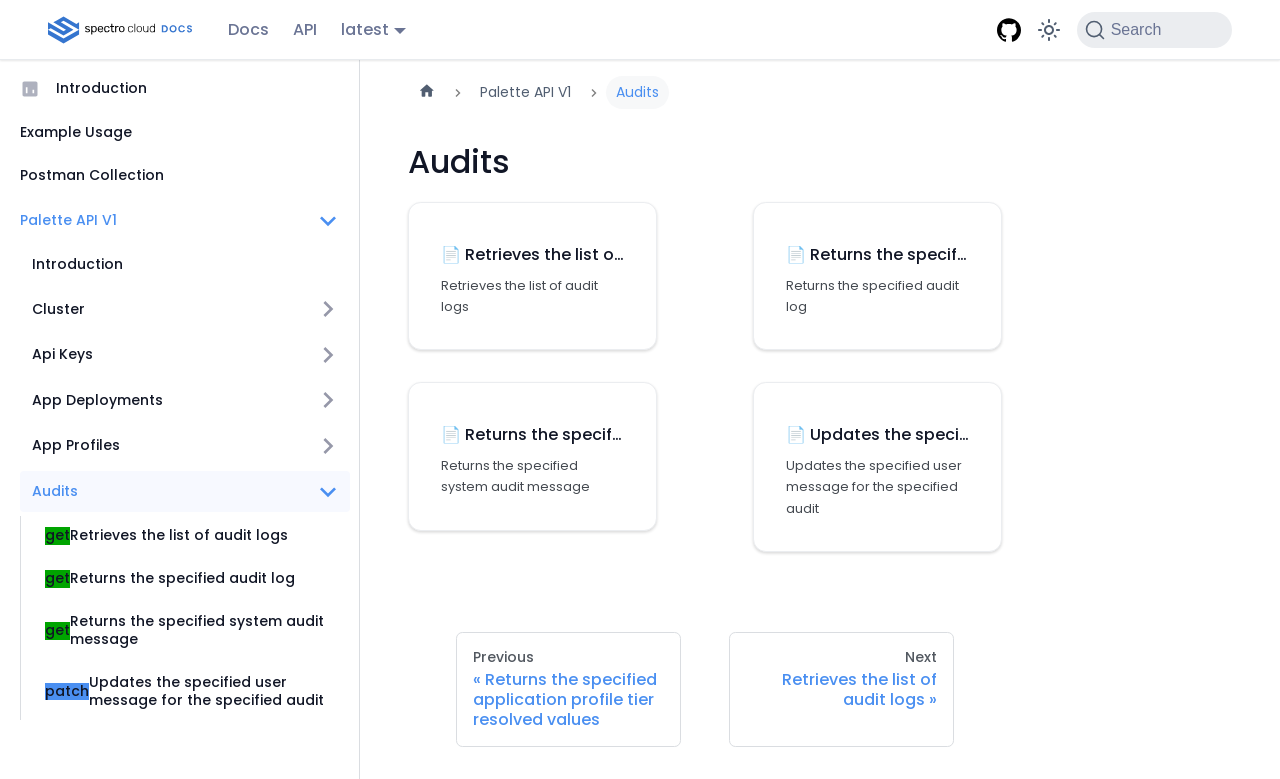 spectro cloud DOCS Docs API latest Search
Introduction
Example Usage
Postman Collection
Palette API V1
Introduction
Cluster
Api Keys
App Deployments
App Profiles
Audits
get Retrieves the list of audit logs
get Returns the specified audit log
get Returns the specified system audit
message
patch Updates the specified user
message for the specified audit
Palette API V1 Audits
Audits
📄️ Retrieves the list o…
Retrieves the list of audit
logs
📄️ Returns the specif…
Returns the specified audit
log
📄️ Returns the specif…
Returns the specified
system audit message
📄️ Updates the speci…
Updates the specified user
message for the specified
audit
Previous
« Returns the specified
application profile tier
resolved values
Next
Retrieves the list of
audit logs »